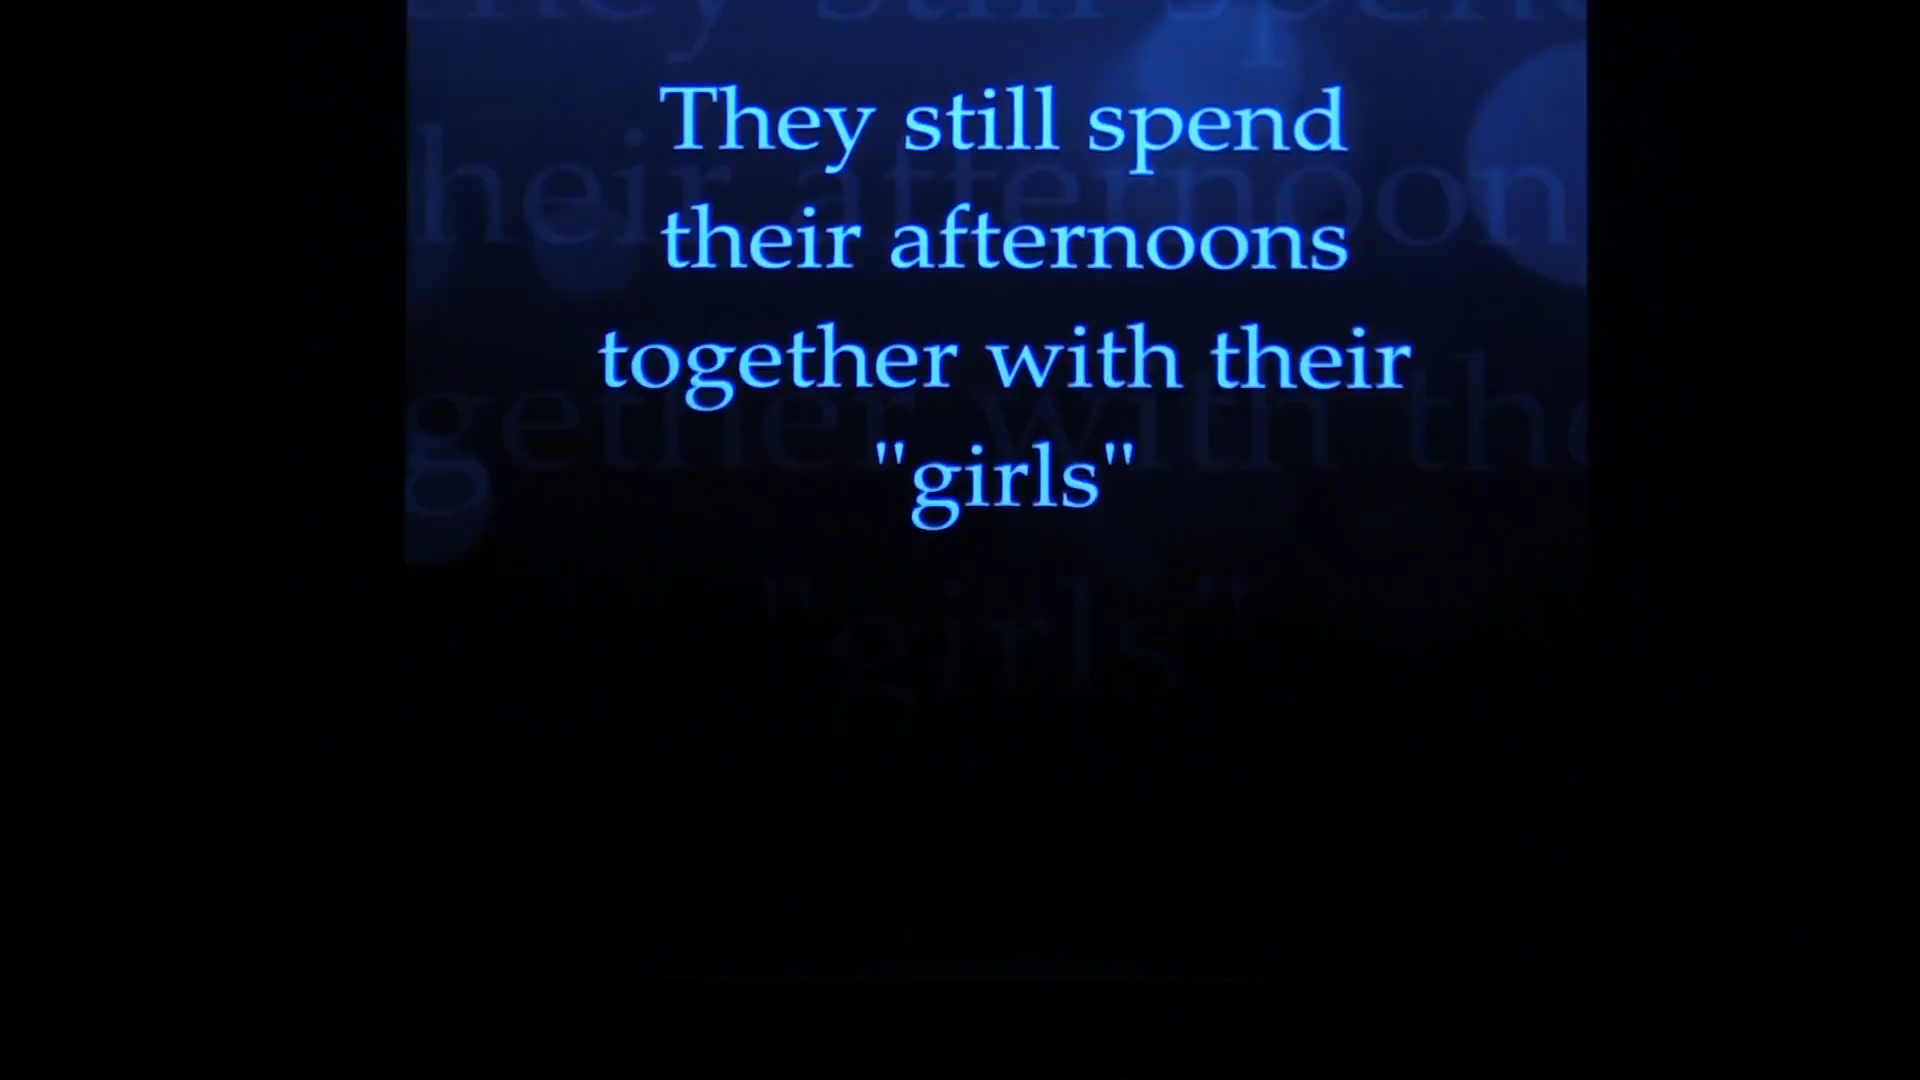 They still spend
their afternoons
together with their
"girls"